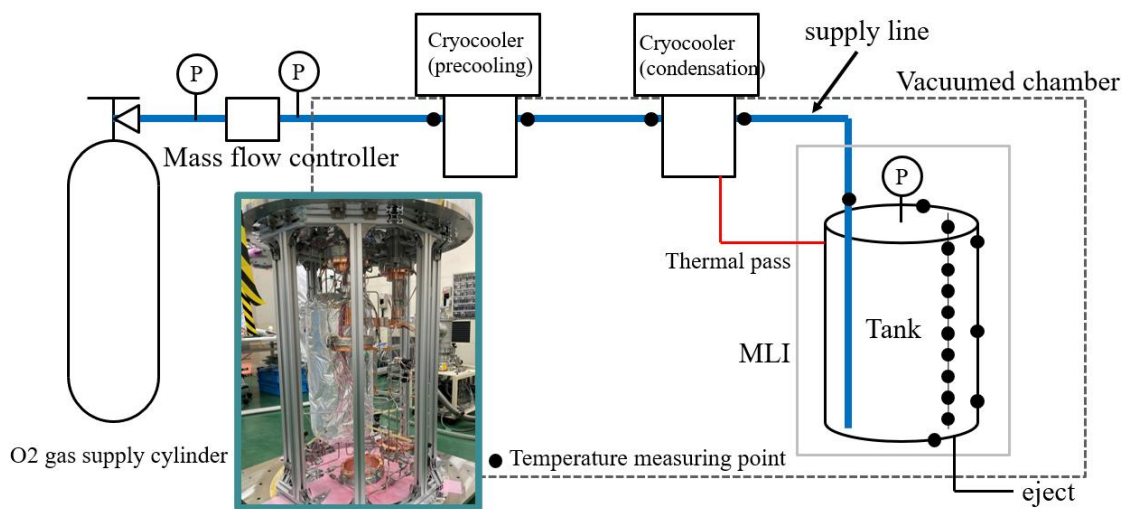 Cryocooler
(precooling)
Cryocooler
(condensation)
supply line
Vacuumed chamber
P
P
Mass flow controller
P
Thermal pass
Tank
MLI
O2 gas supply cylinder
Temperature measuring point
eject